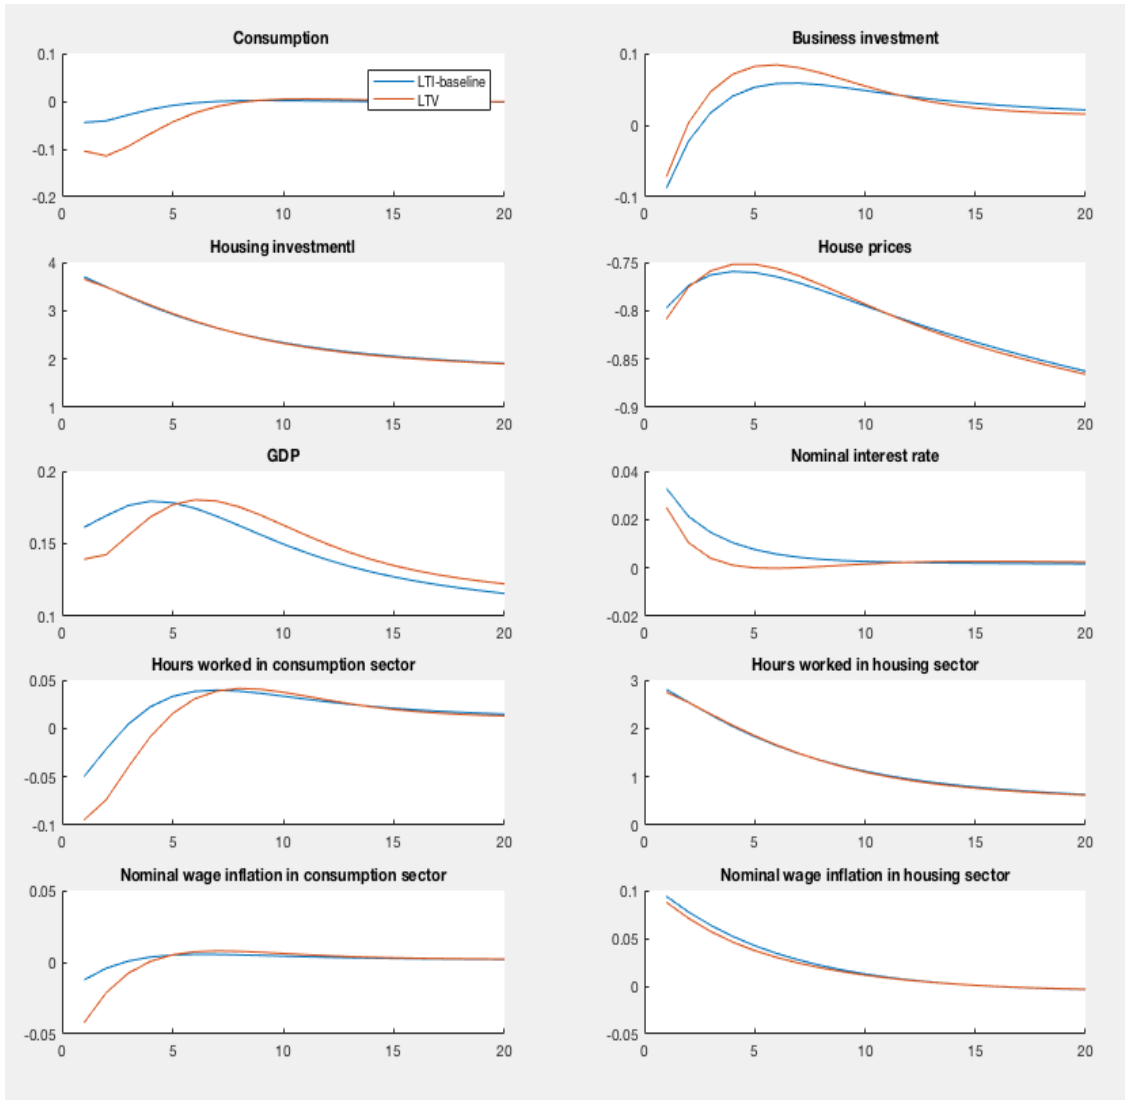 Consumption
0.1
0
-0.1
-0.2
0 5 10 15 20
LTI-baseline
LTV
Business investment
0.1
0
-0.1
0 5 10 15 20
Housing investmentl
4
3
2
1
0 5 10 15 20
House prices
-0.75
-0.8
-0.85
-0.9
0 5 10 15 20
GDP
0.2
0.15
0.1
0 5 10 15 20
Nominal interest rate
0.04
0.02
0
-0.02
0 5 10 15 20
Hours worked in consumption sector
0.05
0
-0.05
-0.1
0 5 10 15 20
Hours worked in housing sector
3
2
1
0
0 5 10 15 20
Nominal wage inflation in consumption sector
0.05
0
-0.05
0 5 10 15 20
Nominal wage inflation in housing sector
0.1
0.05
0
-0.05
0 5 10 15 20